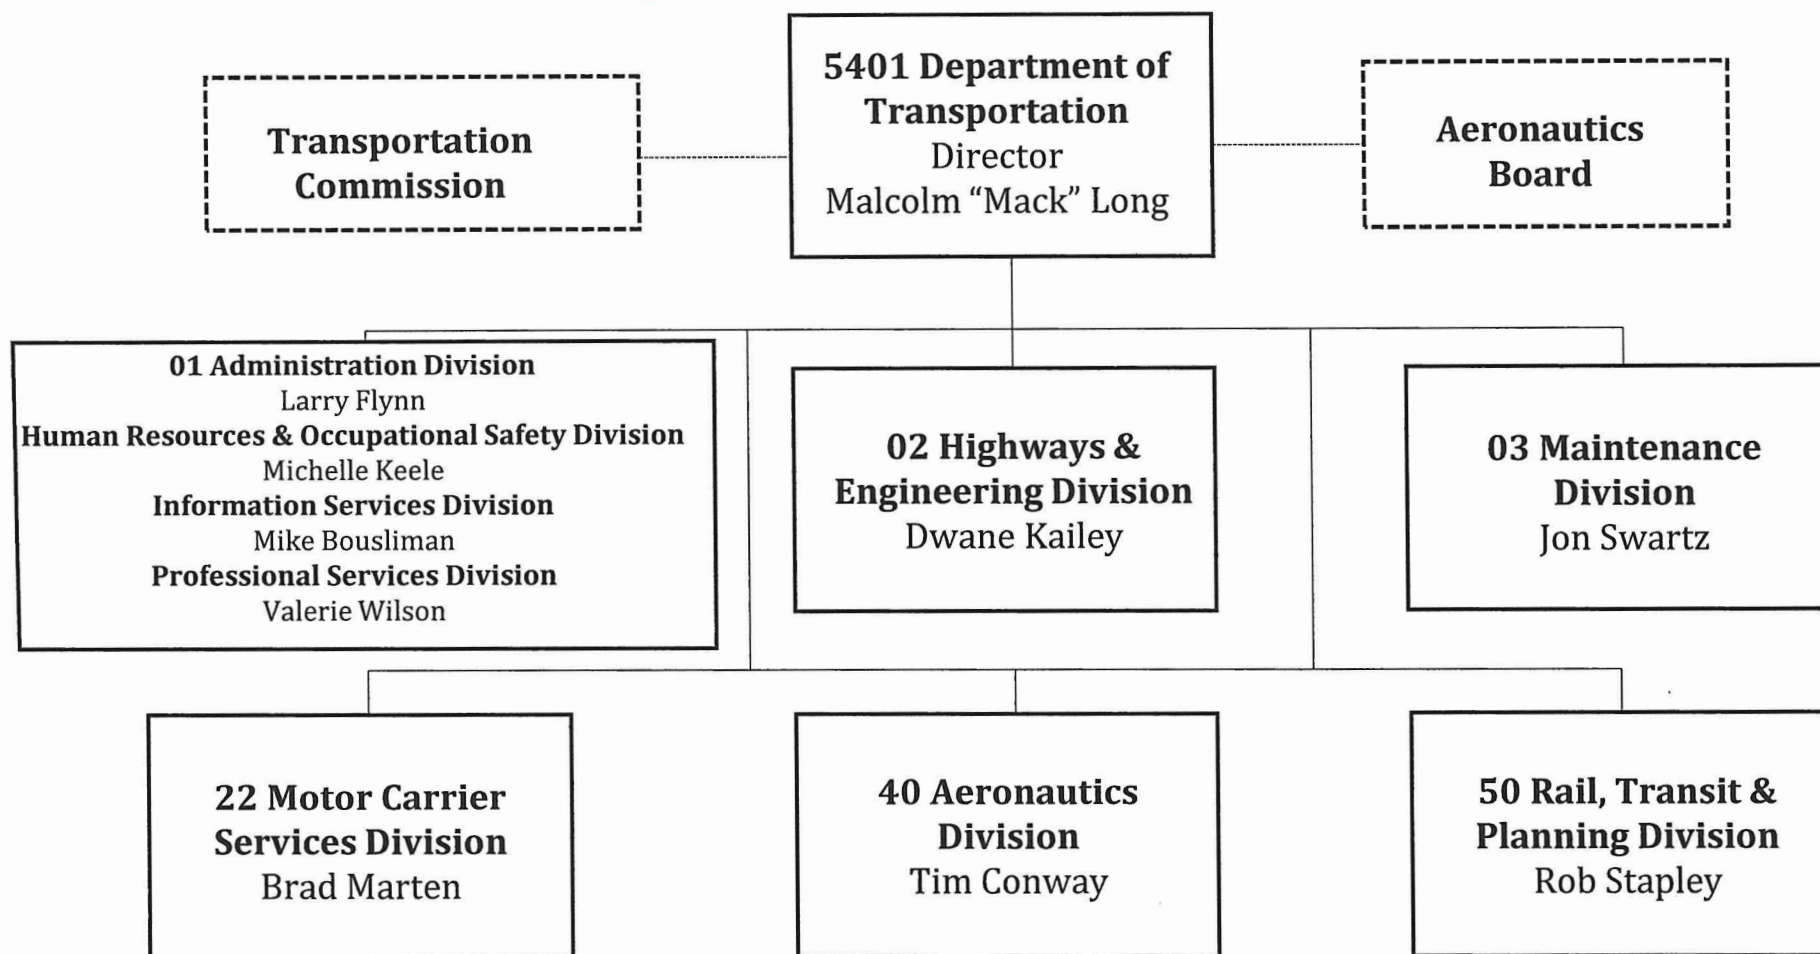 5401 Department of
Transportation
Director
Malcolm “Mack” Long
Transportation
Commission
Aeronautics
Board
01 Administration Division
Larry Flynn
Human Resources & Occupational Safety Division
Michelle Keele
Information Services Division
Mike Bousliman
Professional Services Division
Valerie Wilson
02 Highways &
Engineering Division
Dwane Kailey
03 Maintenance
Division
Jon Swartz
22 Motor Carrier
Services Division
Brad Marten
40 Aeronautics
Division
Tim Conway
50 Rail, Transit &
Planning Division
Rob Stapley